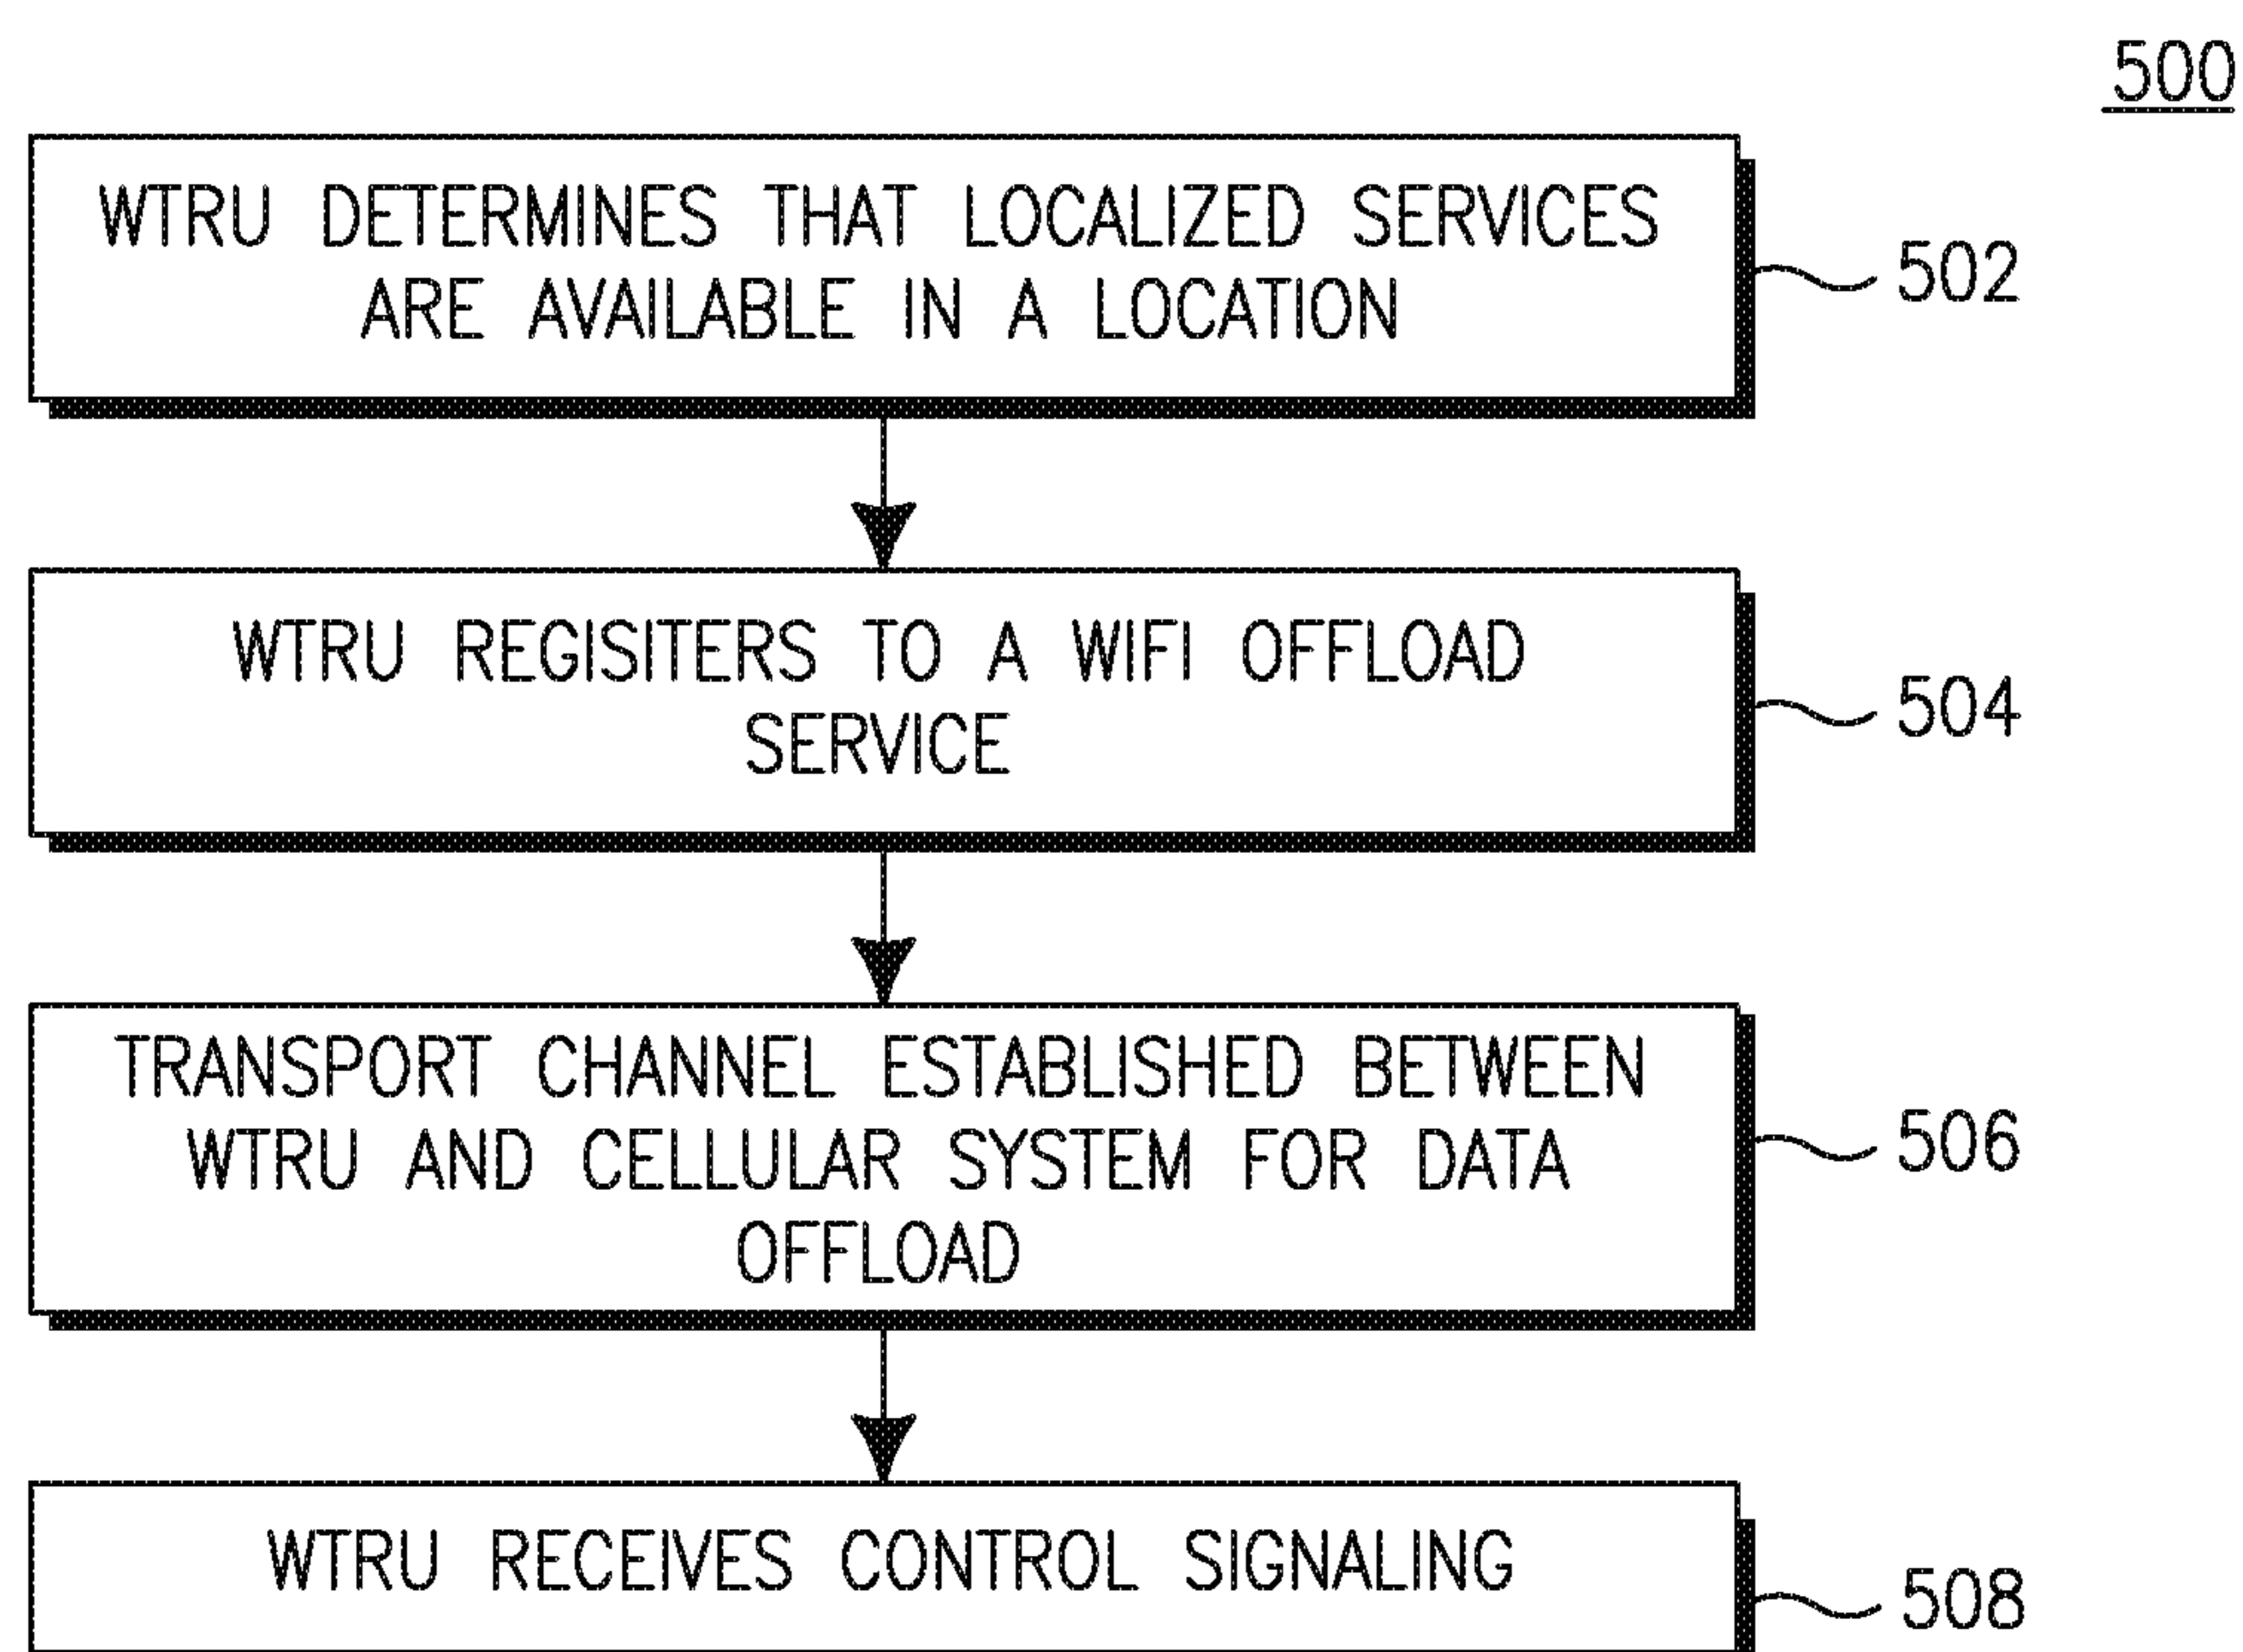 500
WTRU DETERMINES THAT LOCALIZED SERVICES
ARE AVAILABLE IN A LOCATION
502
WTRU REGISITERS TO A WIFI OFFLOAD
SERVICE
504
TRANSPORT CHANNEL ESTABLISHED BETWEEN
WTRU AND CELLULAR SYSTEM FOR DATA
OFFLOAD
506
WTRU RECEIVES CONTROL SIGNALING
508